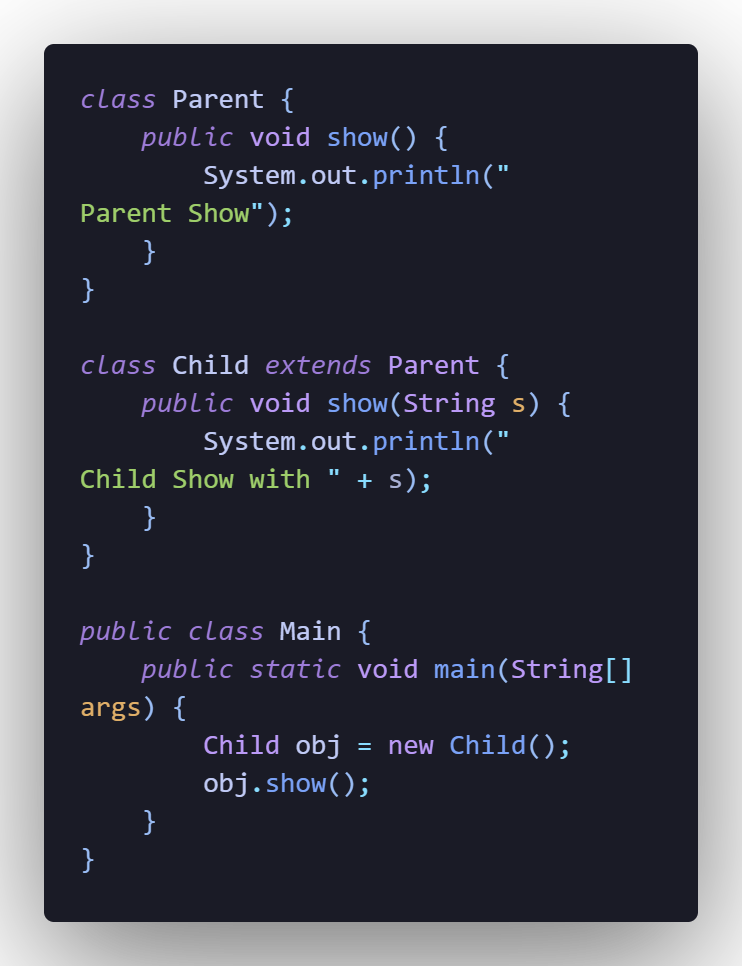 class Parent {
    public void show() {
        System.out.println("
Parent Show");
    }
}

class Child extends Parent {
    public void show(String s) {
        System.out.println("
Child Show with " + s);
    }
}

public class Main {
    public static void main(String[]
args) {
        Child obj = new Child();
        obj.show();
    }
}